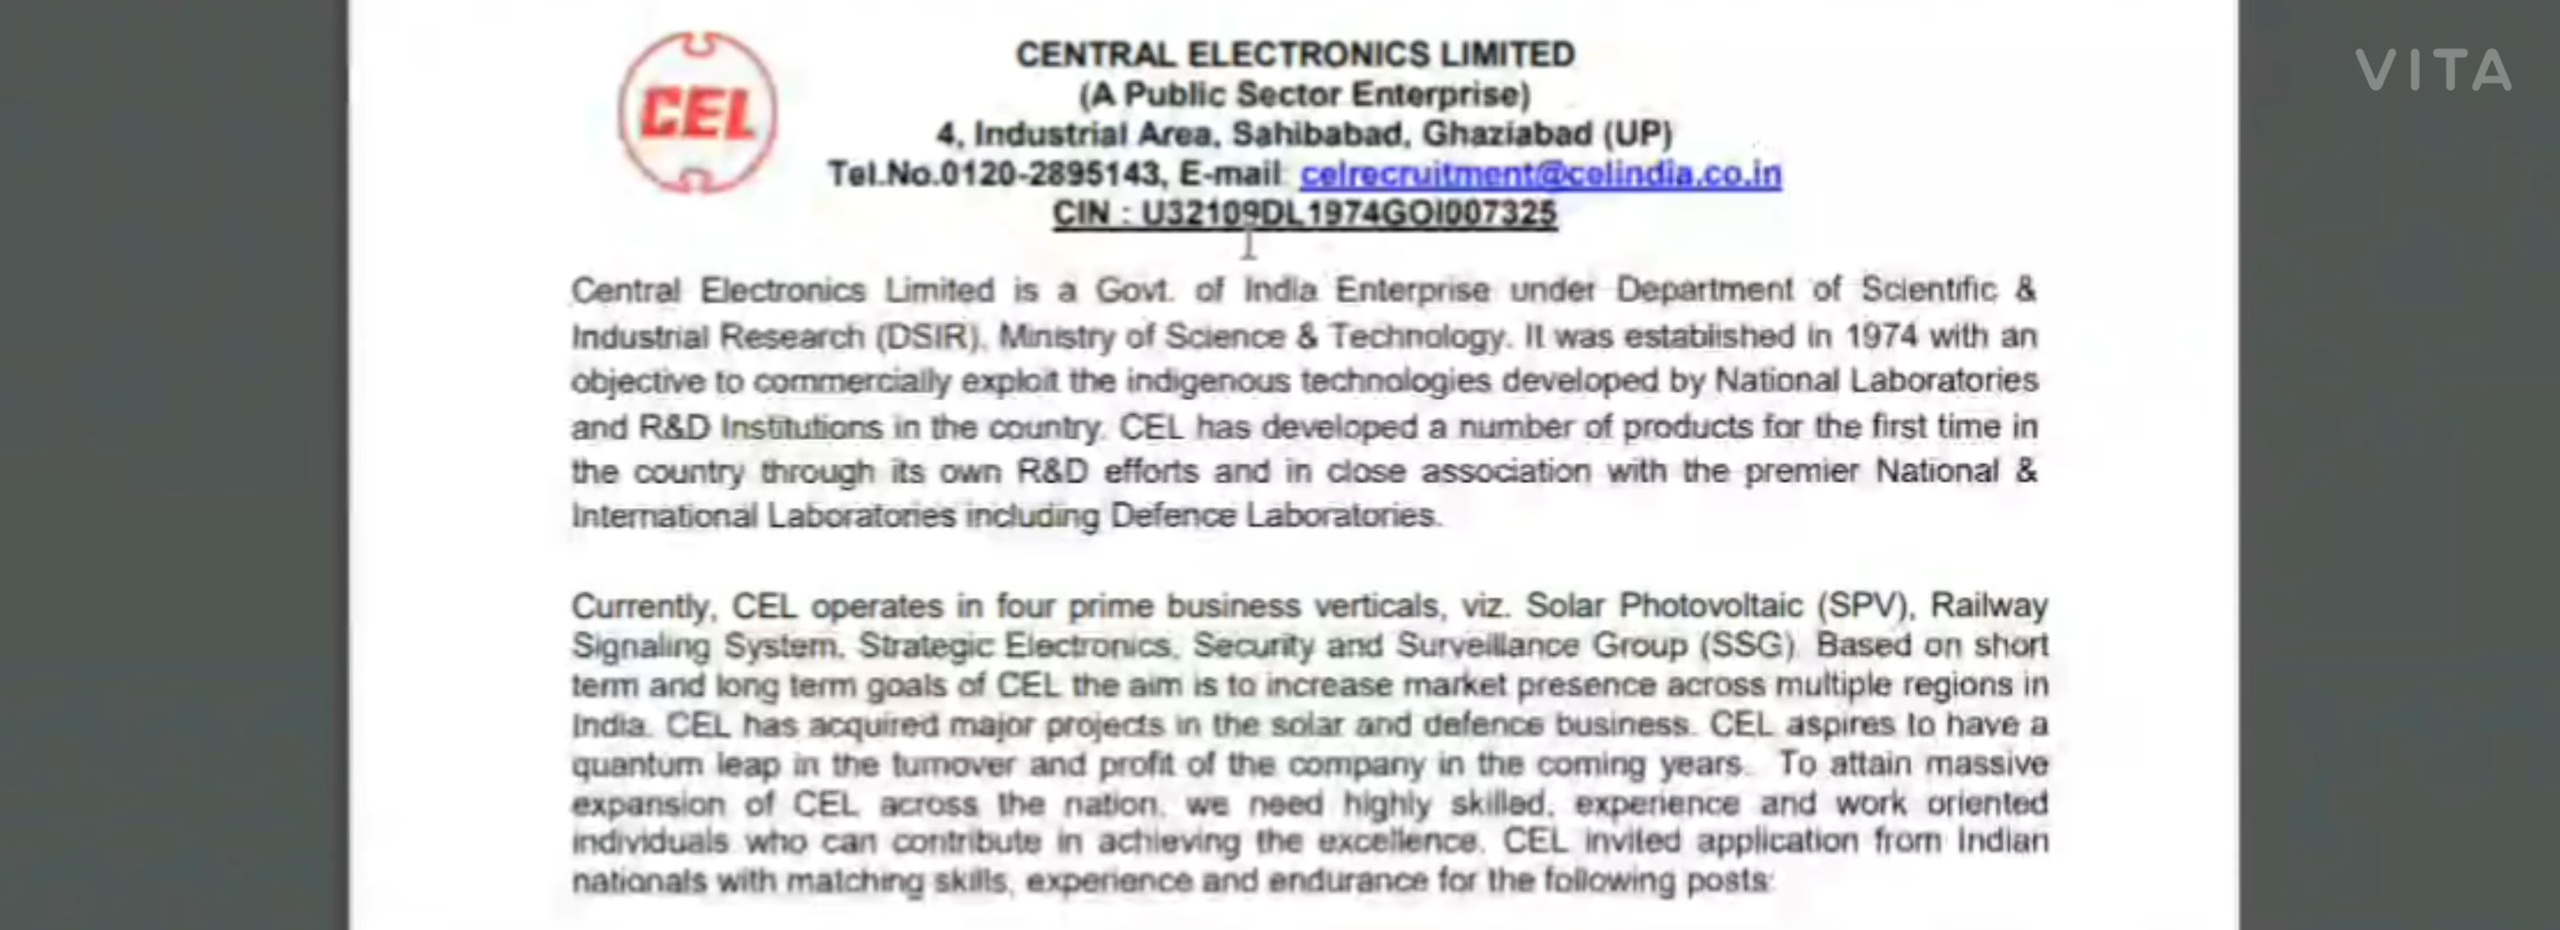 CEL
CENTRAL ELECTRONICS LIMITED
(A Public Sector Enterprise)
4, Industrial Area, Sahibabad, Ghaziabad (UP)
Tel.No.0120-2895143, E-mail: celrecruitment@celindia.co.in
CIN : U32109DL1974GOI007325
VITA
Central Electronics Limited is a Govt. of India Enterprise under Department of Scientific &
Industrial Research (DSIR), Ministry of Science & Technology. It was established in 1974 with an
objective to commercially exploit the indigenous technologies developed by National Laboratories
and R&D Institutions in the country. CEL has developed a number of products for the first time in
the country through its own R&D efforts and in close association with the premier National &
International Laboratories including Defence Laboratories.
Currently, CEL operates in four prime business verticals, viz. Solar Photovoltaic (SPV), Railway
Signaling System, Strategic Electronics, Security and Surveillance Group (SSG). Based on short
term and long term goals of CEL the aim is to increase market presence across multiple regions in
India. CEL has acquired major projects in the solar and defence business. CEL aspires to have a
quantum leap in the turnover and profit of the company in the coming years. To attain massive
expansion of CEL across the nation, we need highly skilled, experience and work oriented
individuals who can contribute in achieving the excellence. CEL invited application from Indian
nationals with matching skills, experience and endurance for the following posts: